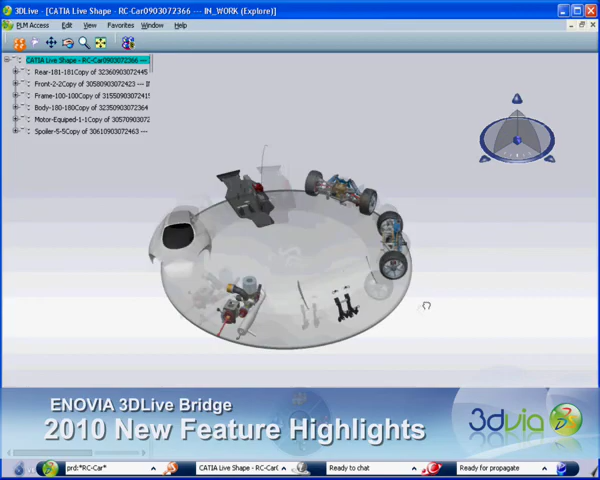 3DLive - [CATIA Live Shape - RC-Car0903072366 --- IN_WORK (Explore)]
PLM Access Edit View Favorites Window Help
CATIA Live Shape - RC-Car0903072366 ---
Rear-181-181Copy of 32360903072445
Front-2-2Copy of 30580903072423 --- I
Frame-100-100Copy of 3155090307241
Body-180-180Copy of 32350903072364
Motor-Equiped-1-1Copy of 3057090307
Spoiler-5-5Copy of 30610903072463 ---
ENOVIA 3DLive Bridge
2010 New Feature Highlights
3dvia
prd:*RC-Car*
CATIA Live Shape - RC-Car
Ready to chat
Ready for propagate